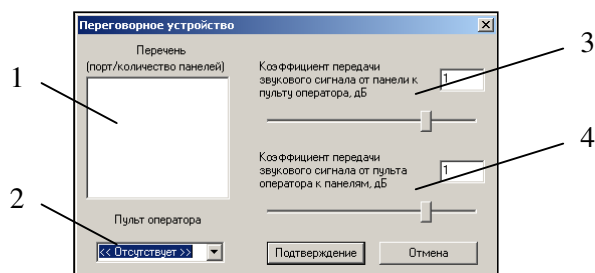 Переговорное устройство
Перечень
(порт/количество панелей)
Коэффициент передачи
звукового сигнала от панели к
пульту оператора, дБ
1
3
1
Коэффициент передачи
звукового сигнала от пульта
оператора к панелям, дБ
1
4
2
Пульт оператора
<< Отсутствует >>
Подтверждение
Отмена